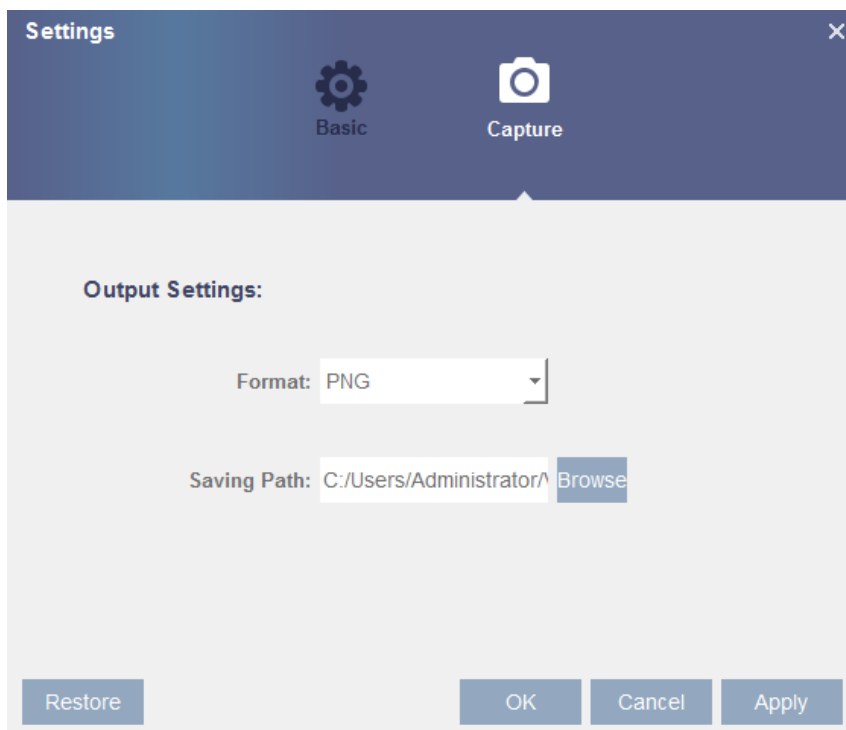 Settings
Basic
Capture
Output Settings:
Format: PNG
Saving Path: C:/Users/Administrator/ Browse
Restore OK Cancel Apply